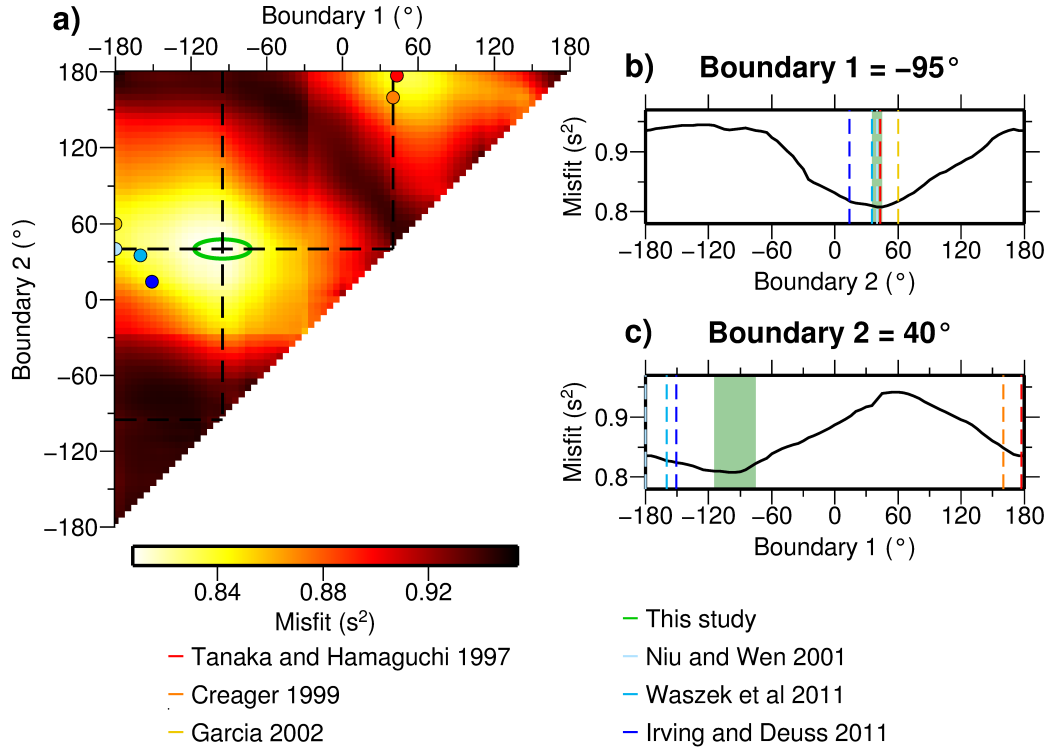 a)
Boundary 1 (°)
−180 −120 −60 0 60 120 180
180
120
60
0
−60
−120
−180
Boundary 2 (°)
0.84 0.88 0.92
Misfit (s²)
b) Boundary 1 = −95°
0.9
0.8
Misfit (s²)
−180 −120 −60 0 60 120 180
Boundary 2 (°)
c) Boundary 2 = 40°
0.9
0.8
Misfit (s²)
−180 −120 −60 0 60 120 180
Boundary 1 (°)
Tanaka and Hamaguchi 1997
Creager 1999
Garcia 2002
This study
Niu and Wen 2001
Waszek et al 2011
Irving and Deuss 2011